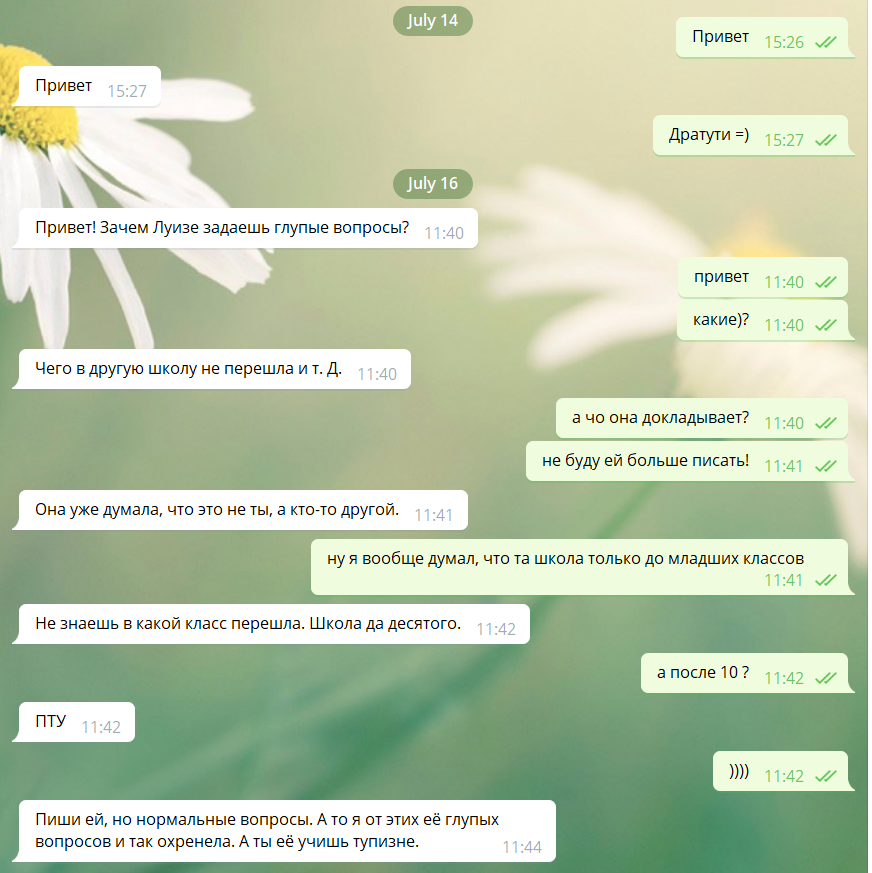 July 14
Привет 15:26
Привет 15:27
Дратути =) 15:27
July 16
Привет! Зачем Луизе задаешь глупые вопросы? 11:40
привет 11:40
какие)? 11:40
Чего в другую школу не перешла и т. Д. 11:40
а чо она докладывает? 11:40
не буду ей больше писать! 11:41
Она уже думала, что это не ты, а кто-то другой. 11:41
ну я вообще думал, что та школа только до младших классов
11:41
Не знаешь в какой класс перешла. Школа да десятого. 11:42
а после 10 ? 11:42
ПТУ 11:42
)))) 11:42
Пиши ей, но нормальные вопросы. А то я от этих её глупых
вопросов и так охренела. А ты её учишь тупизне. 11:44